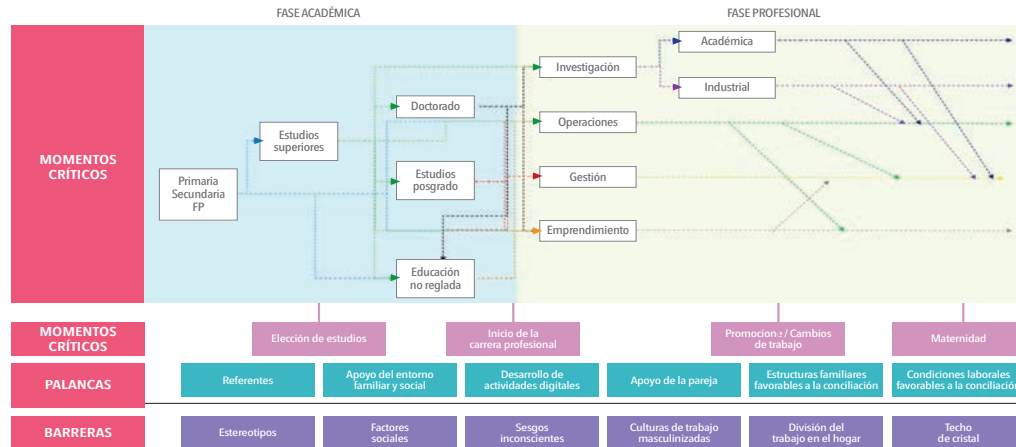 FASE ACADÉMICA
FASE PROFESIONAL
MOMENTOS
CRÍTICOS
Primaria
Secundaria
FP
Estudios
superiores
Doctorado
Estudios
posgrado
Educación
no reglada
Investigación
Operaciones
Gestión
Emprendimiento
Académica
Industrial
MOMENTOS
CRÍTICOS
Elección de estudios
Inicio de la
carrera profesional
Promociones / Cambios
de trabajo
Maternidad
PALANCAS
Referentes
Apoyo del entorno
familiar y social
Desarrollo de
actividades digitales
Apoyo de la pareja
Estructuras familiares
favorables a la conciliación
Condiciones laborales
favorables a la conciliación
BARRERAS
Estereotipos
Factores
sociales
Sesgos
inconscientes
Culturas de trabajo
masculinizadas
División del
trabajo en el hogar
Techo
de cristal